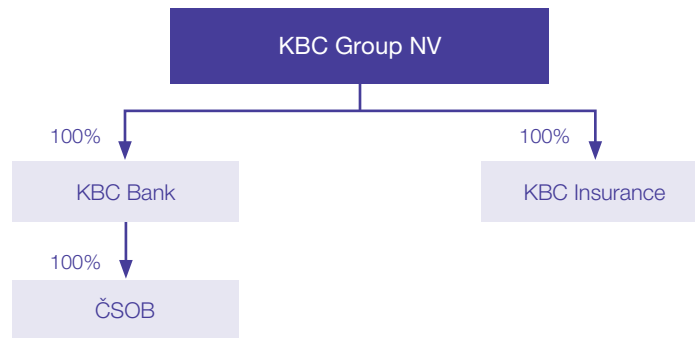 KBC Group NV
100%
100%
KBC Bank
KBC Insurance
100%
ČSOB